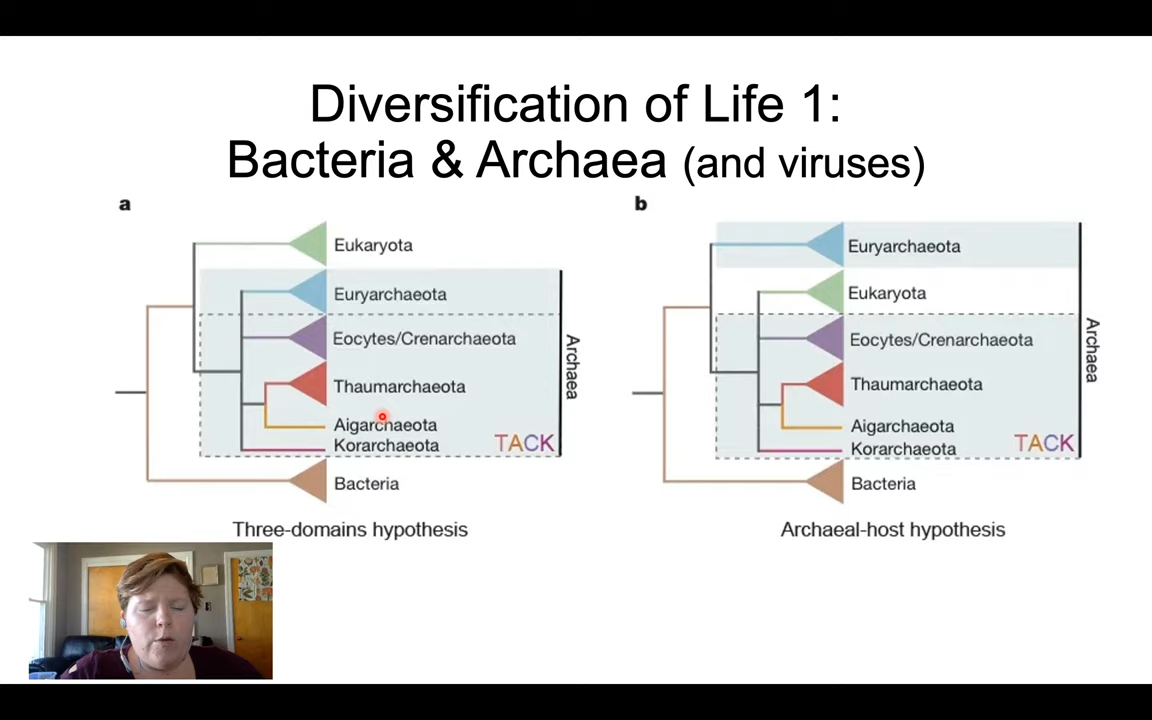 Diversification of Life 1:
Bacteria & Archaea (and viruses)
a
Eukaryota
Euryarchaeota
Eocytes/Crenarchaeota
Thaumarchaeota
Aigarchaeota
Korarchaeota
TACK
Archaea
Bacteria
Three-domains hypothesis
b
Euryarchaeota
Eukaryota
Eocytes/Crenarchaeota
Thaumarchaeota
Aigarchaeota
Korarchaeota
TACK
Archaea
Bacteria
Archaeal-host hypothesis